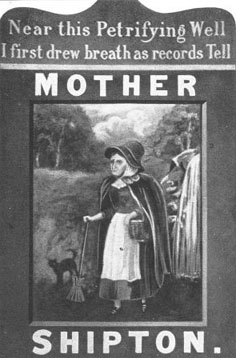 Near this Petrifying Well
I first drew breath as records Tell
MOTHER
SHIPTON.